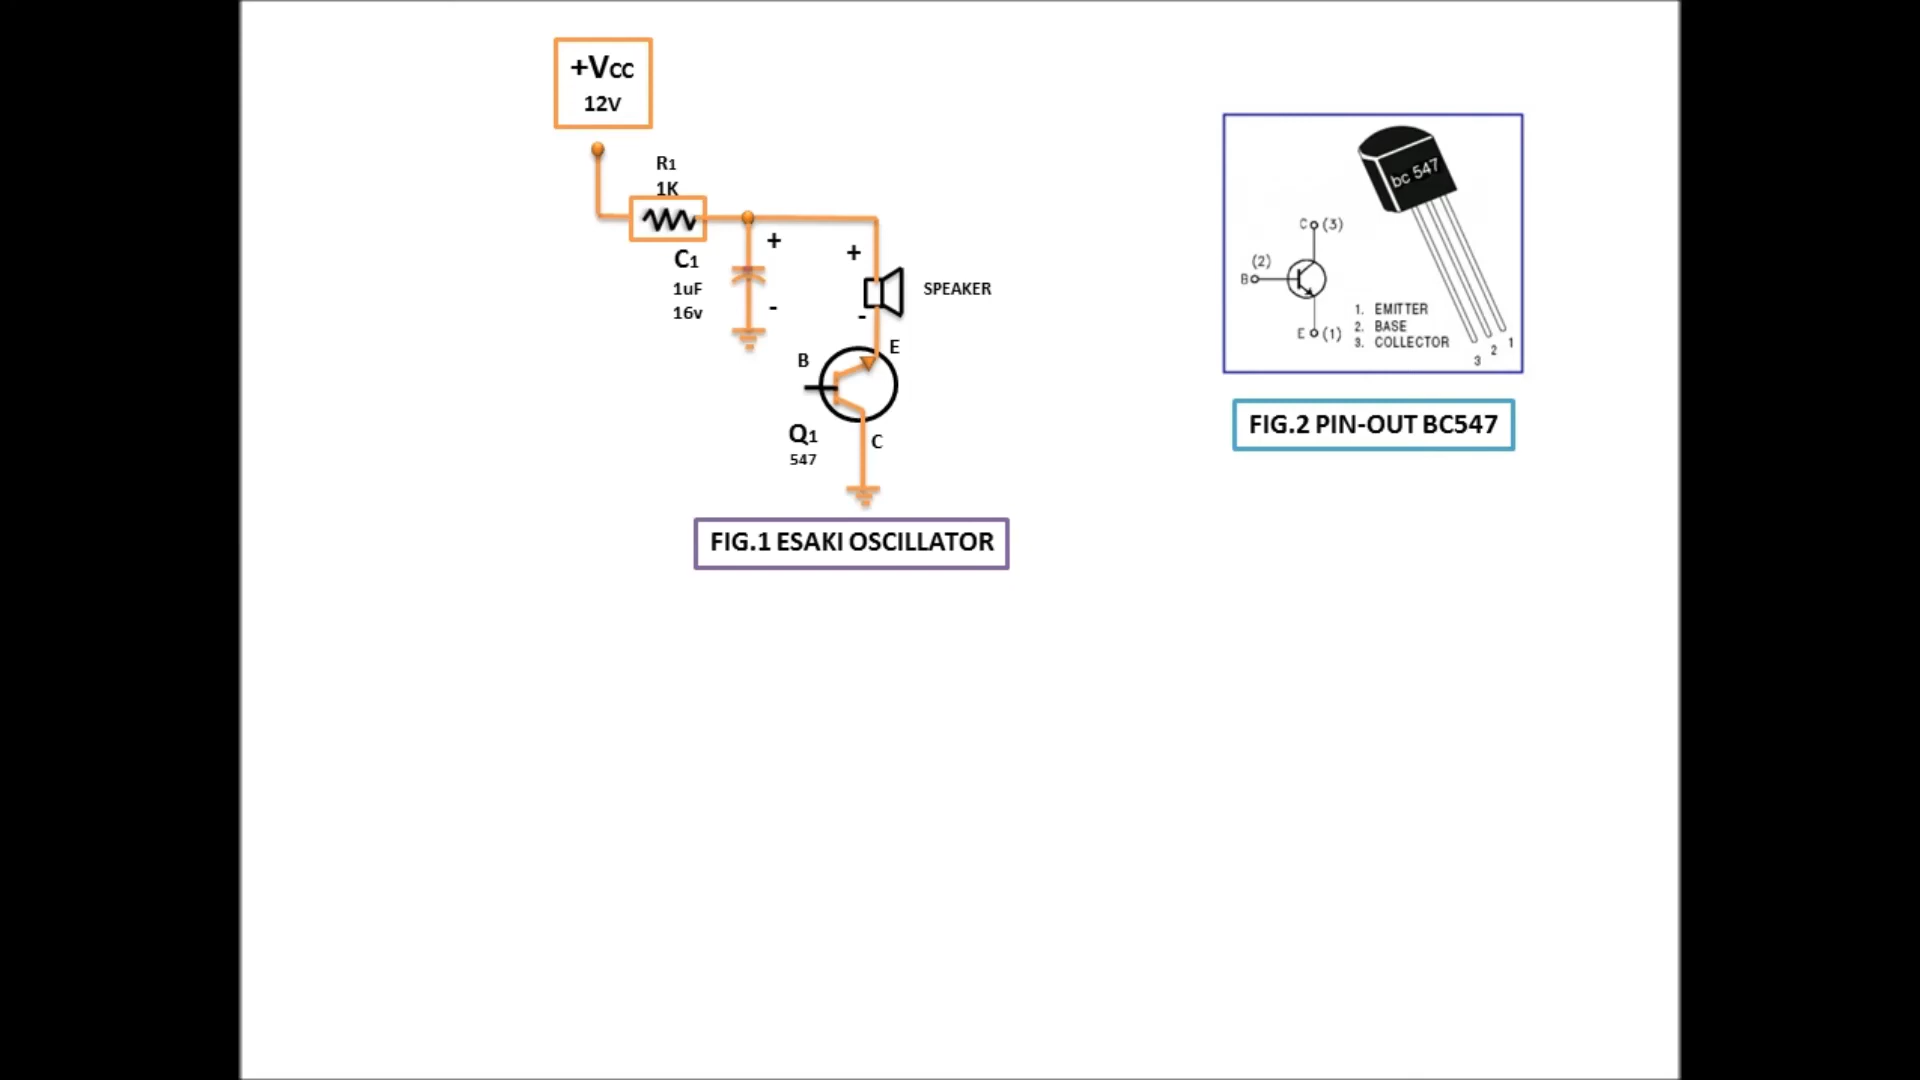 +Vcc
12V
R1
1K
+
C1
1uF
16v
-
+
-
SPEAKER
B
E
Q1
547
C
FIG.1 ESAKI OSCILLATOR
bc 547
C (3)
(2)
B
E (1)
1. EMITTER
2. BASE
3. COLLECTOR
3 2 1
FIG.2 PIN-OUT BC547